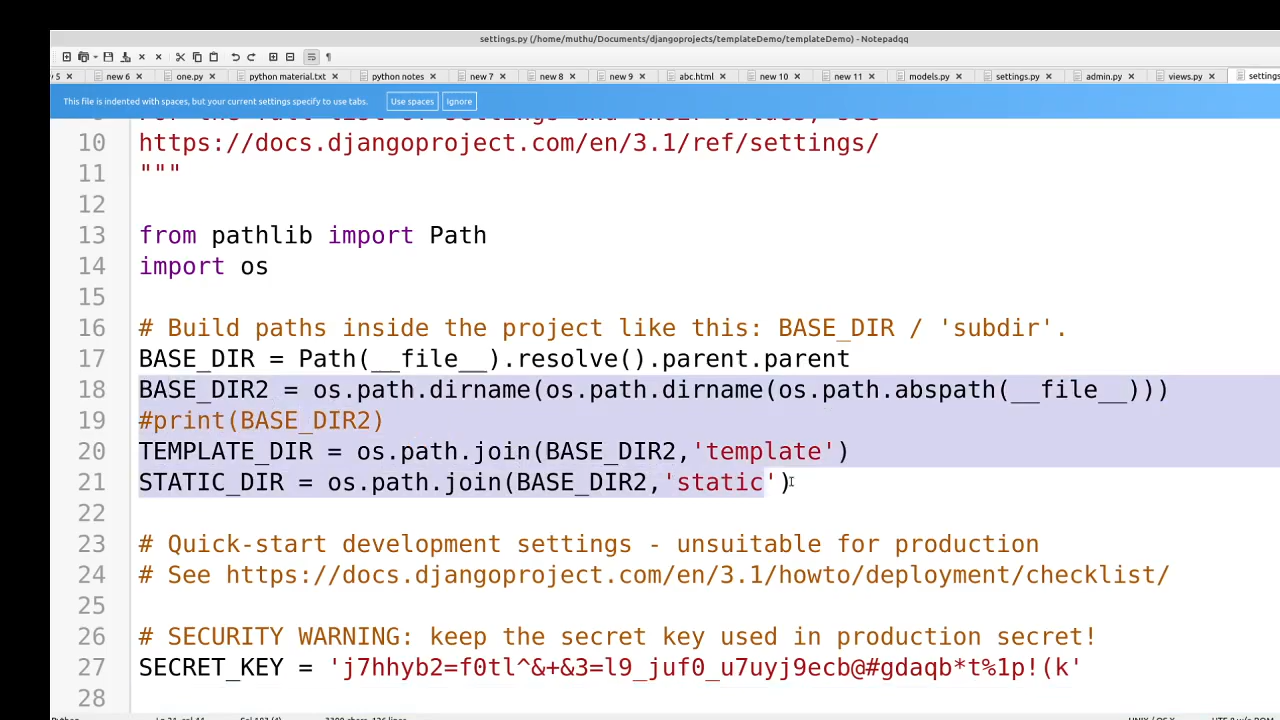 settings.py (/home/muthu/Documents/djangoprojects/templateDemo/templateDemo) - Notepadqq
5 new 6 one.py python material.txt python notes new 7 new 8 new 9 abc.html new 10 new 11 models.py settings.py admin.py views.py settings
This file is indented with spaces, but your current settings specify to use tabs. Use spaces Ignore
10 https://docs.djangoproject.com/en/3.1/ref/settings/
11 """
12
13 from pathlib import Path
14 import os
15
16 # Build paths inside the project like this: BASE_DIR / 'subdir'.
17 BASE_DIR = Path(__file__).resolve().parent.parent
18 BASE_DIR2 = os.path.dirname(os.path.dirname(os.path.abspath(__file__)))
19 #print(BASE_DIR2)
20 TEMPLATE_DIR = os.path.join(BASE_DIR2,'template')
21 STATIC_DIR = os.path.join(BASE_DIR2,'static')
22
23 # Quick-start development settings - unsuitable for production
24 # See https://docs.djangoproject.com/en/3.1/howto/deployment/checklist/
25
26 # SECURITY WARNING: keep the secret key used in production secret!
27 SECRET_KEY = 'j7hhyb2=f0tl^&+&3=l9_juf0_u7uyj9ecb@#gdaqb*t%1p!(k'
28